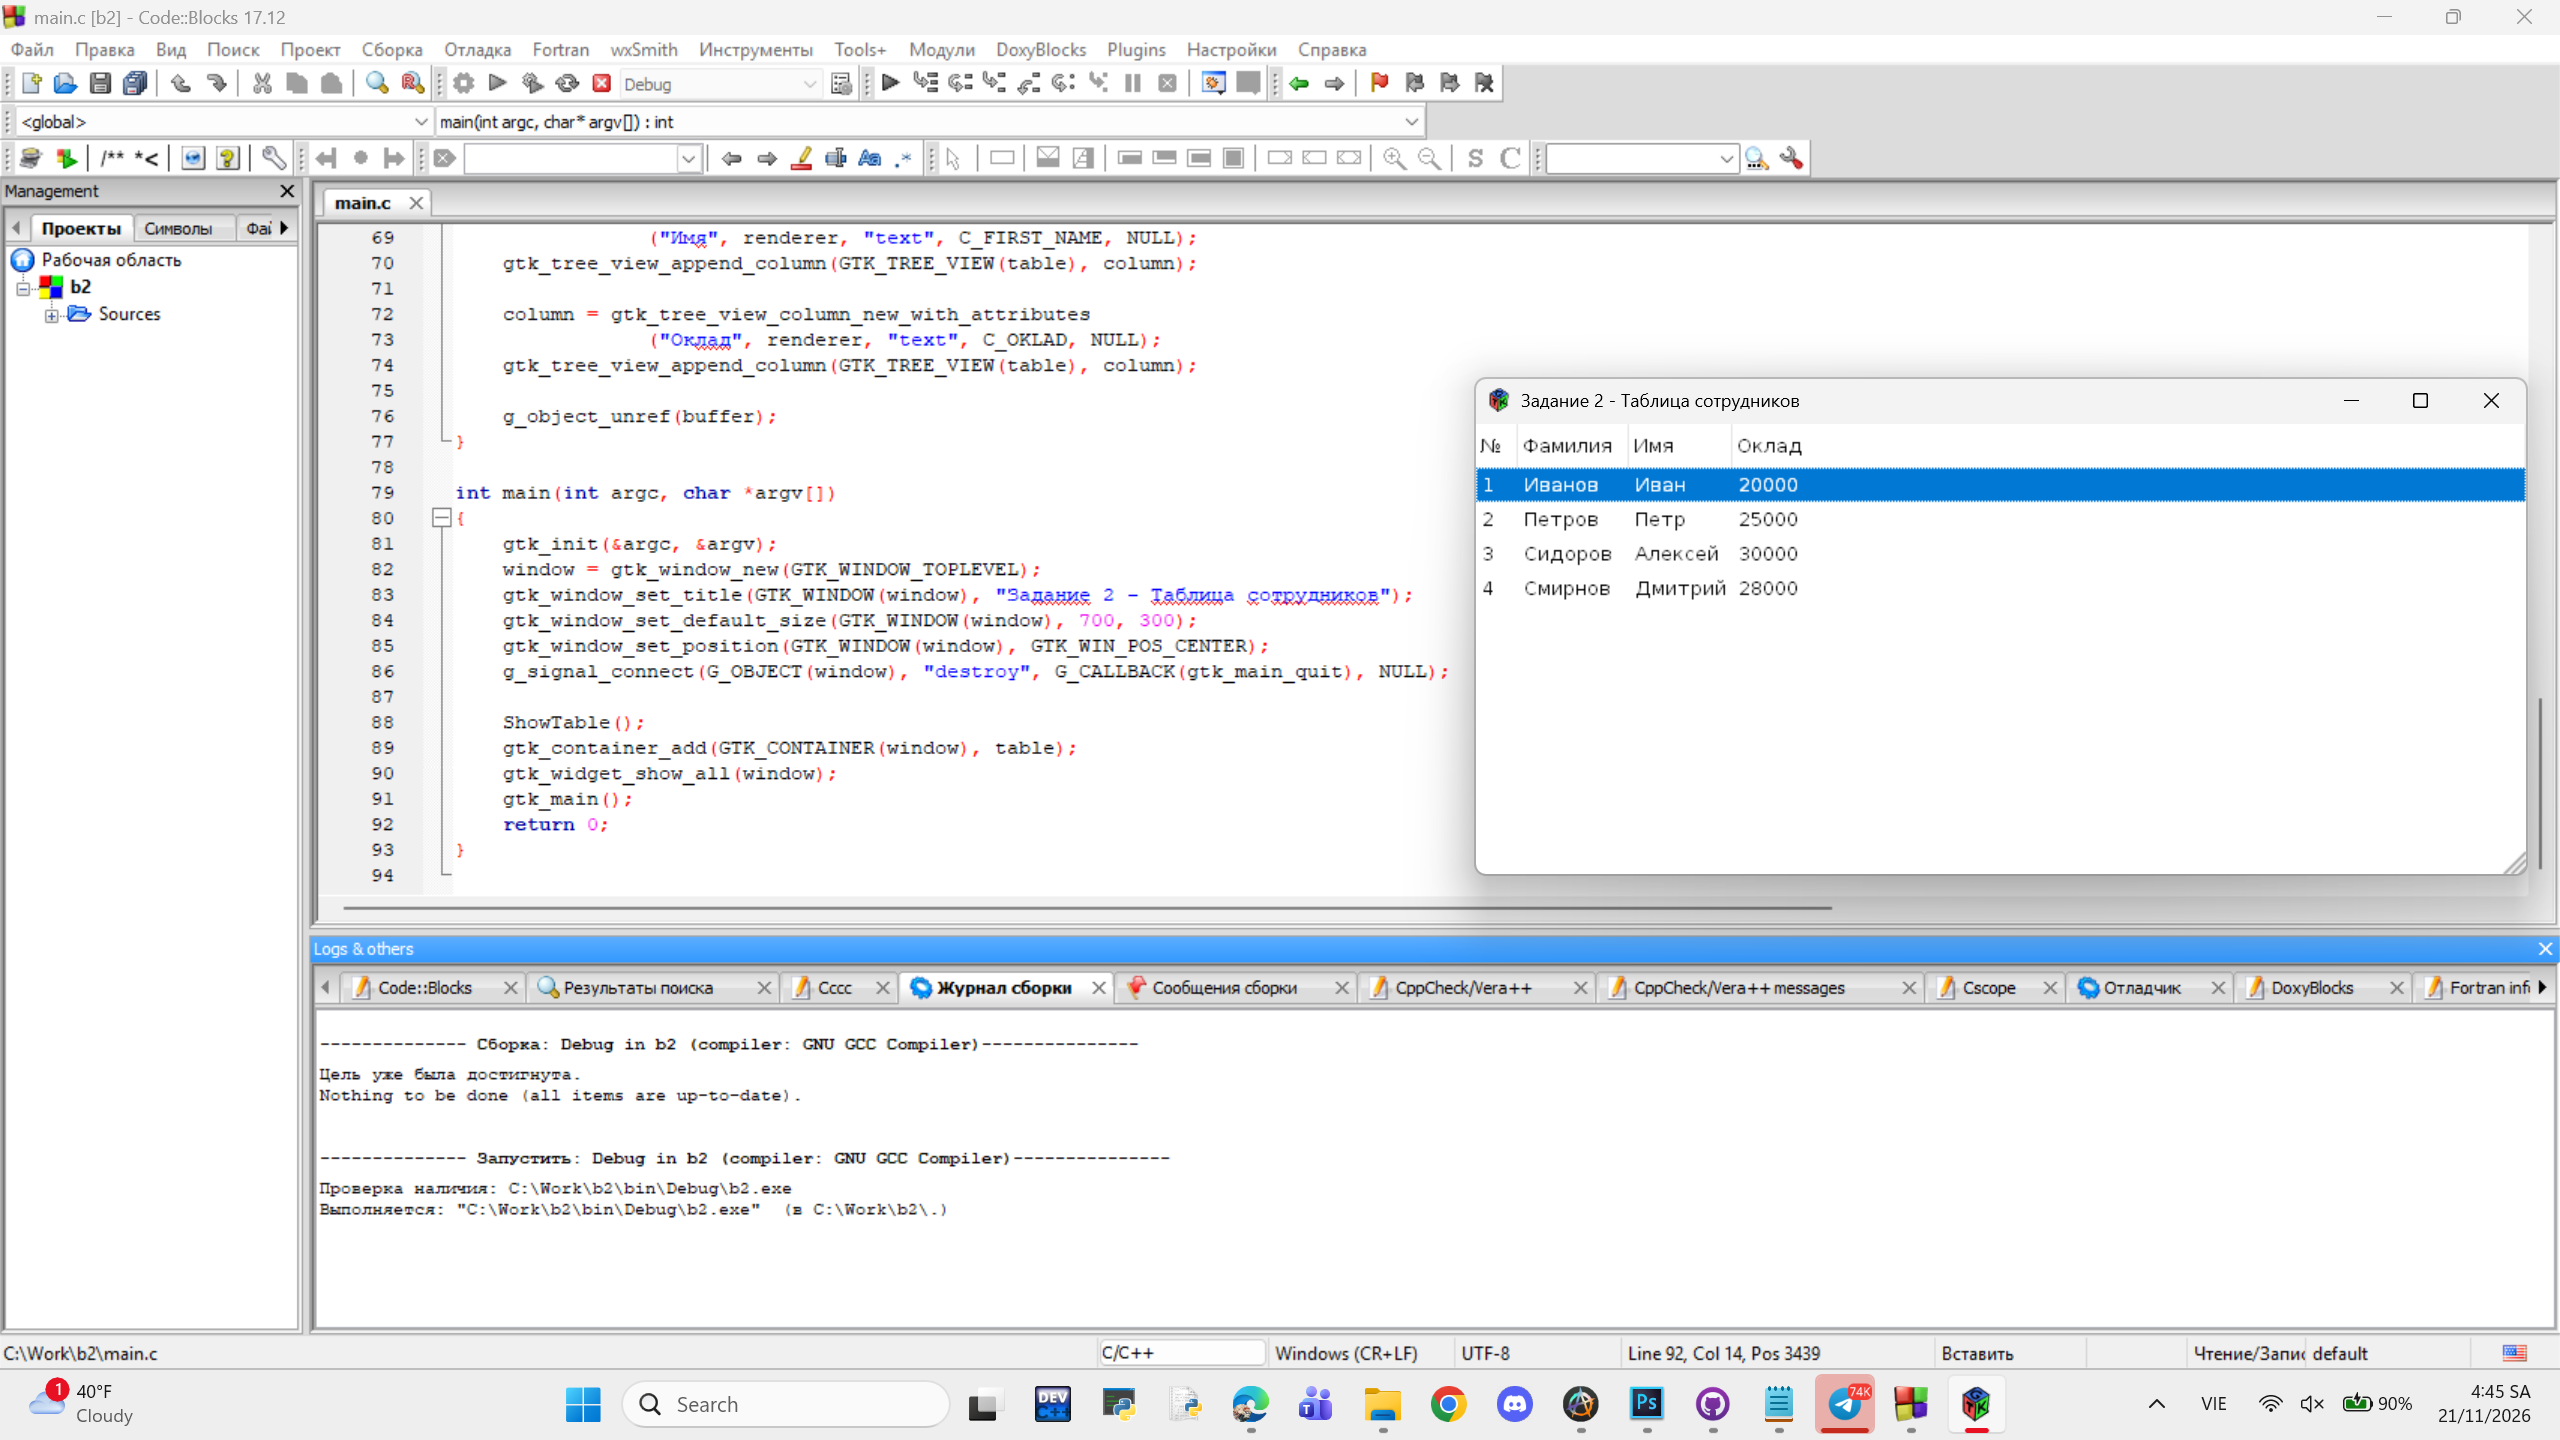 main.c [b2] - Code::Blocks 17.12
Файл Правка Вид Поиск Проект Сборка Отладка Fortran wxSmith Инструменты Tools+ Модули DoxyBlocks Plugins Настройки Справка
Debug
<global>
main(int argc, char* argv[]) : int
/** *<
Aa .*
S C
Management
Проекты Символы
Рабочая область
b2
Sources
main.c
69 ("Имя", renderer, "text", C_FIRST_NAME, NULL);
70 gtk_tree_view_append_column(GTK_TREE_VIEW(table), column);
71
72 column = gtk_tree_view_column_new_with_attributes
73 ("Оклад", renderer, "text", C_OKLAD, NULL);
74 gtk_tree_view_append_column(GTK_TREE_VIEW(table), column);
75
76 g_object_unref(buffer);
77 }
78
79 int main(int argc, char *argv[])
80 {
81 gtk_init(&argc, &argv);
82 window = gtk_window_new(GTK_WINDOW_TOPLEVEL);
83 gtk_window_set_title(GTK_WINDOW(window), "Задание 2 - Таблица сотрудников");
84 gtk_window_set_default_size(GTK_WINDOW(window), 700, 300);
85 gtk_window_set_position(GTK_WINDOW(window), GTK_WIN_POS_CENTER);
86 g_signal_connect(G_OBJECT(window), "destroy", G_CALLBACK(gtk_main_quit), NULL);
87
88 ShowTable();
89 gtk_container_add(GTK_CONTAINER(window), table);
90 gtk_widget_show_all(window);
91 gtk_main();
92 return 0;
93 }
94
Задание 2 - Таблица сотрудников
№ Фамилия Имя Оклад
1 Иванов Иван 20000
2 Петров Петр 25000
3 Сидоров Алексей 30000
4 Смирнов Дмитрий 28000
Logs & others
Code::Blocks Результаты поиска Cccc Журнал сборки Сообщения сборки CppCheck/Vera++ CppCheck/Vera++ messages Cscope Отладчик DoxyBlocks Fortran inf
-------------- Сборка: Debug in b2 (compiler: GNU GCC Compiler)---------------
Цель уже была достигнута.
Nothing to be done (all items are up-to-date).
-------------- Запустить: Debug in b2 (compiler: GNU GCC Compiler)---------------
Проверка наличия: C:\Work\b2\bin\Debug\b2.exe
Выполняется: "C:\Work\b2\bin\Debug\b2.exe" (в C:\Work\b2\.)
C:\Work\b2\main.c C/C++ Windows (CR+LF) UTF-8 Line 92, Col 14, Pos 3439 Вставить Чтение/Запис default
1
40°F
Cloudy
Search
DEV C++
Ps
74K
VIE
90%
4:45 SA
21/11/2026